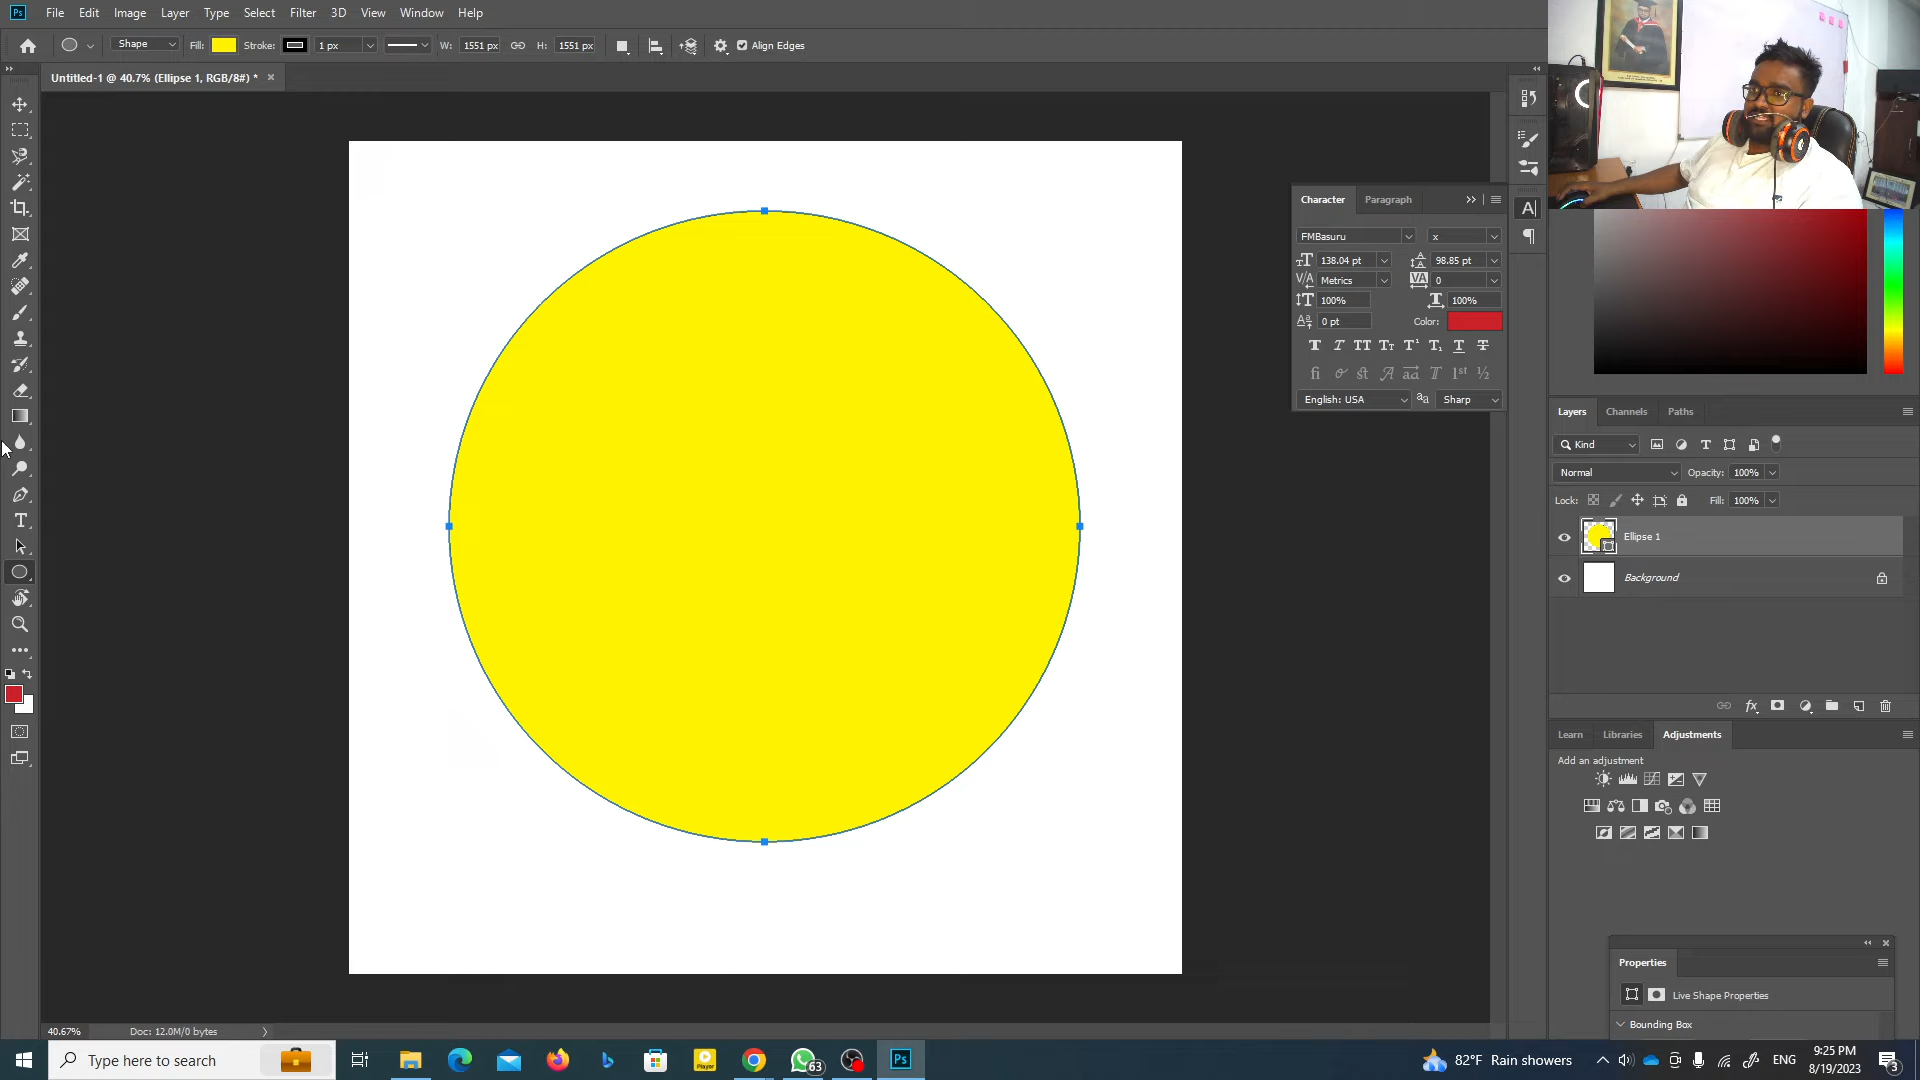 Ps File Edit Image Layer Type Select Filter 3D View Window Help
Shape Fill: Stroke: 1 px W: 1551 px H: 1551 px Align Edges
Untitled-1 @ 40.7% (Ellipse 1, RGB/8#) * ×
Character Paragraph
FMBasuru x
138.04 pt 98.85 pt
Metrics 0
100% 100%
0 pt Color:
English: USA Sharp
Layers Channels Paths
Kind
Normal Opacity: 100%
Lock: Fill: 100%
Ellipse 1
Background
Learn Libraries Adjustments
Add an adjustment
Properties
Live Shape Properties
Bounding Box
40.67% Doc: 12.0M/0 bytes
Type here to search
Player
63
Ps
82°F Rain showers
ENG
9:25 PM
8/19/2023
3